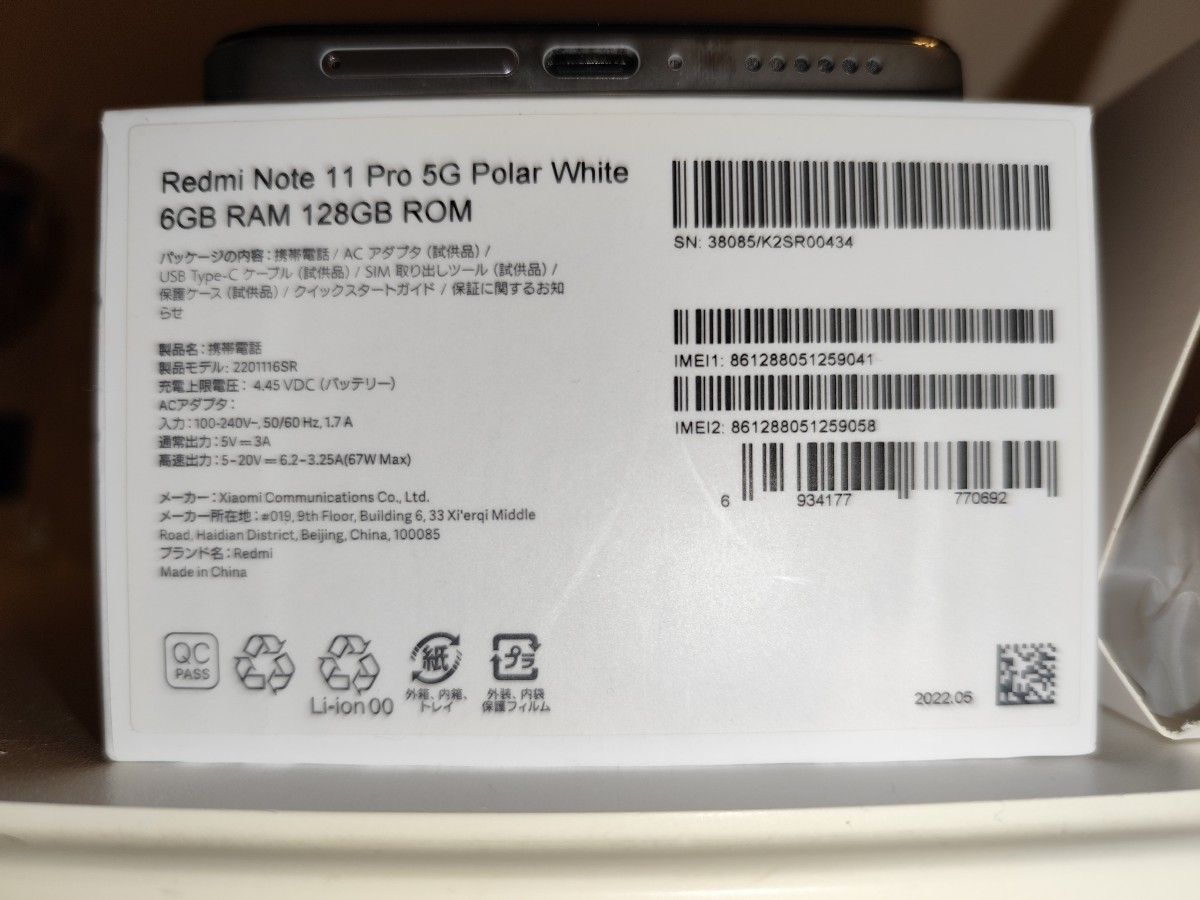 Redmi Note 11 Pro 5G Polar White
6GB RAM 128GB ROM
パッケージの内容：携帯電話 / AC アダプタ（試供品）/
USB Type-C ケーブル（試供品）/ SIM 取り出しツール（試供品）/
保護ケース（試供品）/ クイックスタートガイド / 保証に関するお知
らせ
製品名：携帯電話
製品モデル：2201116SR
充電上限電圧： 4.45 VDC（バッテリー）
ACアダプタ：
入力：100-240V~, 50/60 Hz, 1.7 A
通常出力：5V⎓3A
高速出力：5-20V⎓6.2-3.25A(67W Max)
メーカー：Xiaomi Communications Co., Ltd.
メーカー所在地：#019, 9th Floor, Building 6, 33 Xi'erqi Middle
Road, Haidian District, Beijing, China, 100085
ブランド名：Redmi
Made in China
SN: 38085/K2SR00434
IMEI1: 861288051259041
IMEI2: 861288051259058
6 934177 770692
QC
PASS
Li-ion 00
紙
外箱、内箱、
トレイ
プラ
外装、内袋
保護フィルム
2022.05